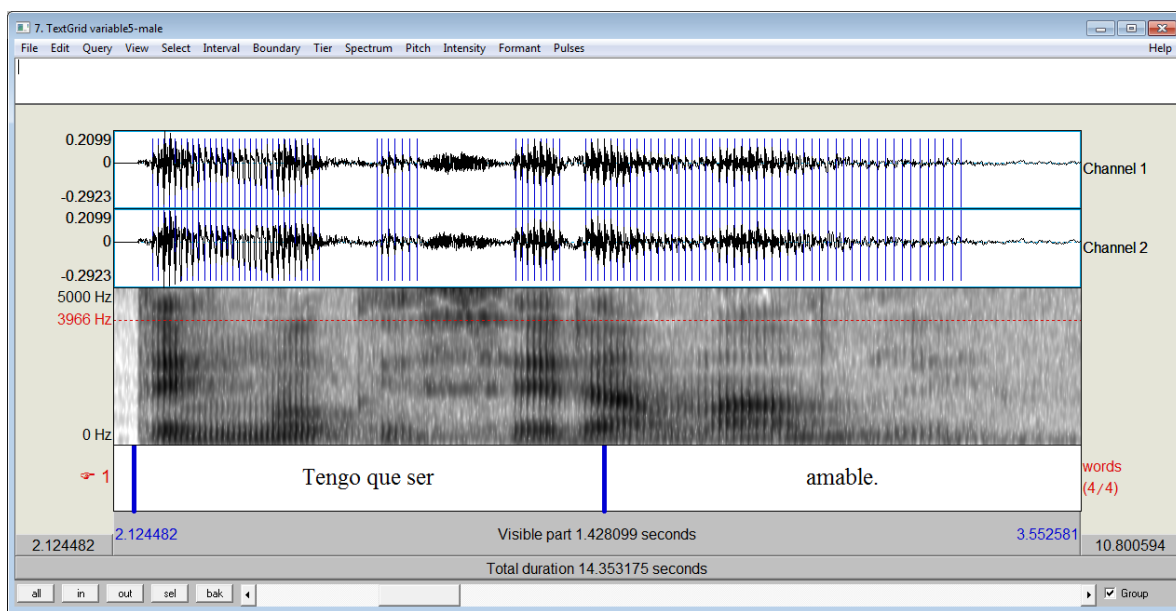 7. TextGrid variable5-male
File Edit Query View Select Interval Boundary Tier Spectrum Pitch Intensity Formant Pulses Help
0.2099
0
-0.2923
Channel 1
0.2099
0
-0.2923
Channel 2
5000 Hz
3966 Hz
0 Hz
1 Tengo que ser amable. words
(4/4)
2.124482 Visible part 1.428099 seconds 3.552581
2.124482 10.800594
Total duration 14.353175 seconds
all in out sel bak Group